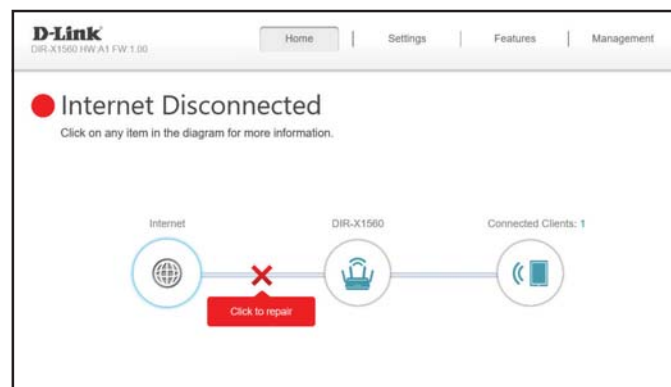 D-Link
DIR-X1560 HW:A1 FW:1.00
Home | Settings | Features | Management
Internet Disconnected
Click on any item in the diagram for more information.
Internet DIR-X1560 Connected Clients: 1
Click to repair